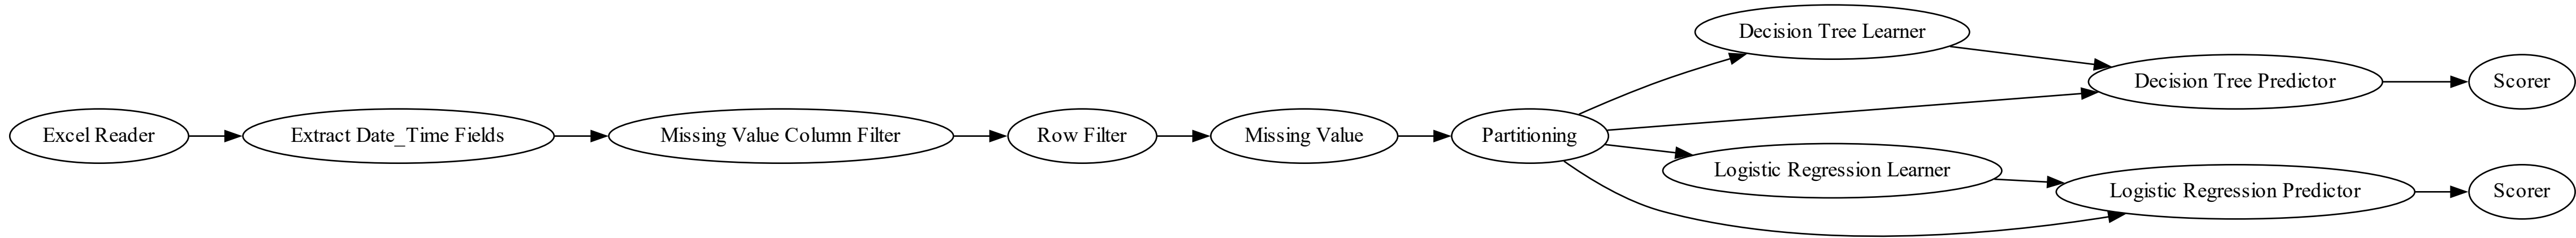 Excel Reader
Extract Date_Time Fields
Missing Value Column Filter
Row Filter
Missing Value
Partitioning
Decision Tree Learner
Decision Tree Predictor
Scorer
Logistic Regression Learner
Logistic Regression Predictor
Scorer